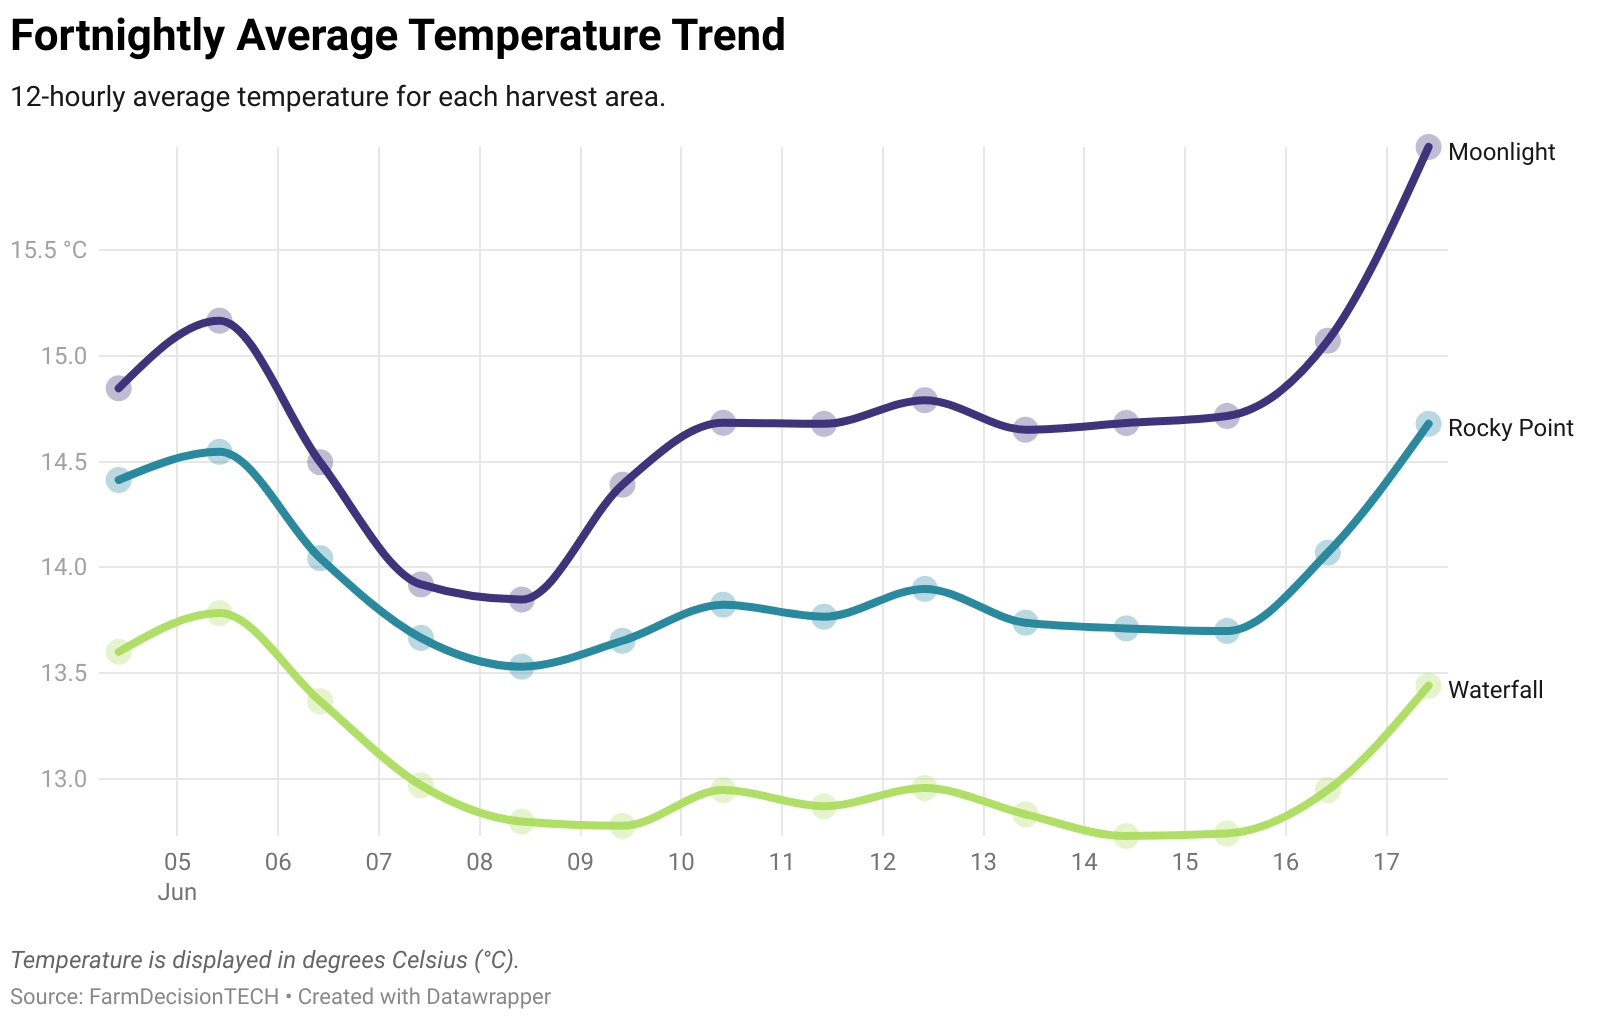 Fortnightly Average Temperature Trend
12-hourly average temperature for each harvest area.
Moonlight
15.5 °C
15.0
Rocky Point
14.5
14.0
13.5
Waterfall
13.0
05 06 07 08 09 10 11 12 13 14 15 16 17
Jun
Temperature is displayed in degrees Celsius (°C).
Source: FarmDecisionTECH • Created with Datawrapper